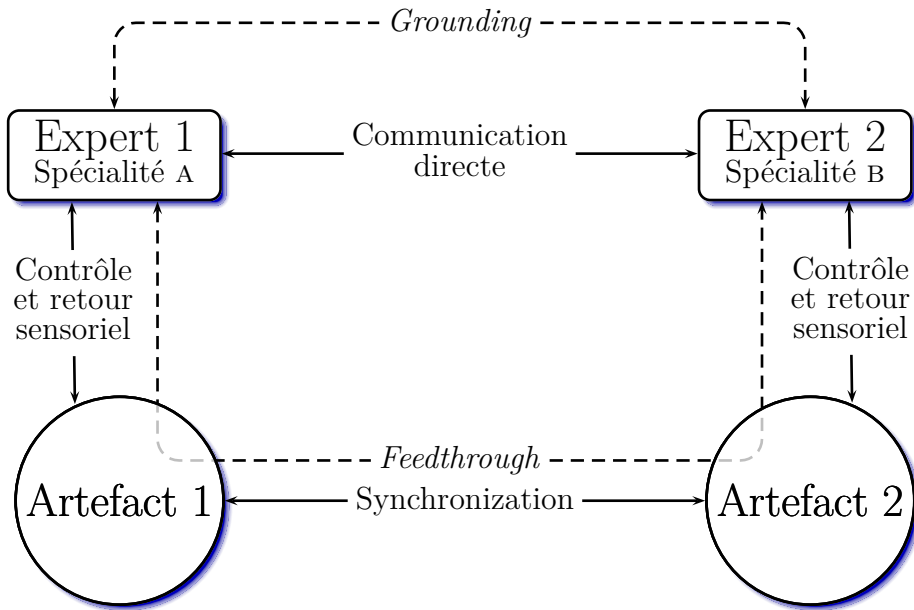 Grounding
Expert 1
Spécialité A
Communication
directe
Expert 2
Spécialité B
Contrôle
et retour
sensoriel
Contrôle
et retour
sensoriel
Feedthrough
Artefact 1
Synchronization
Artefact 2